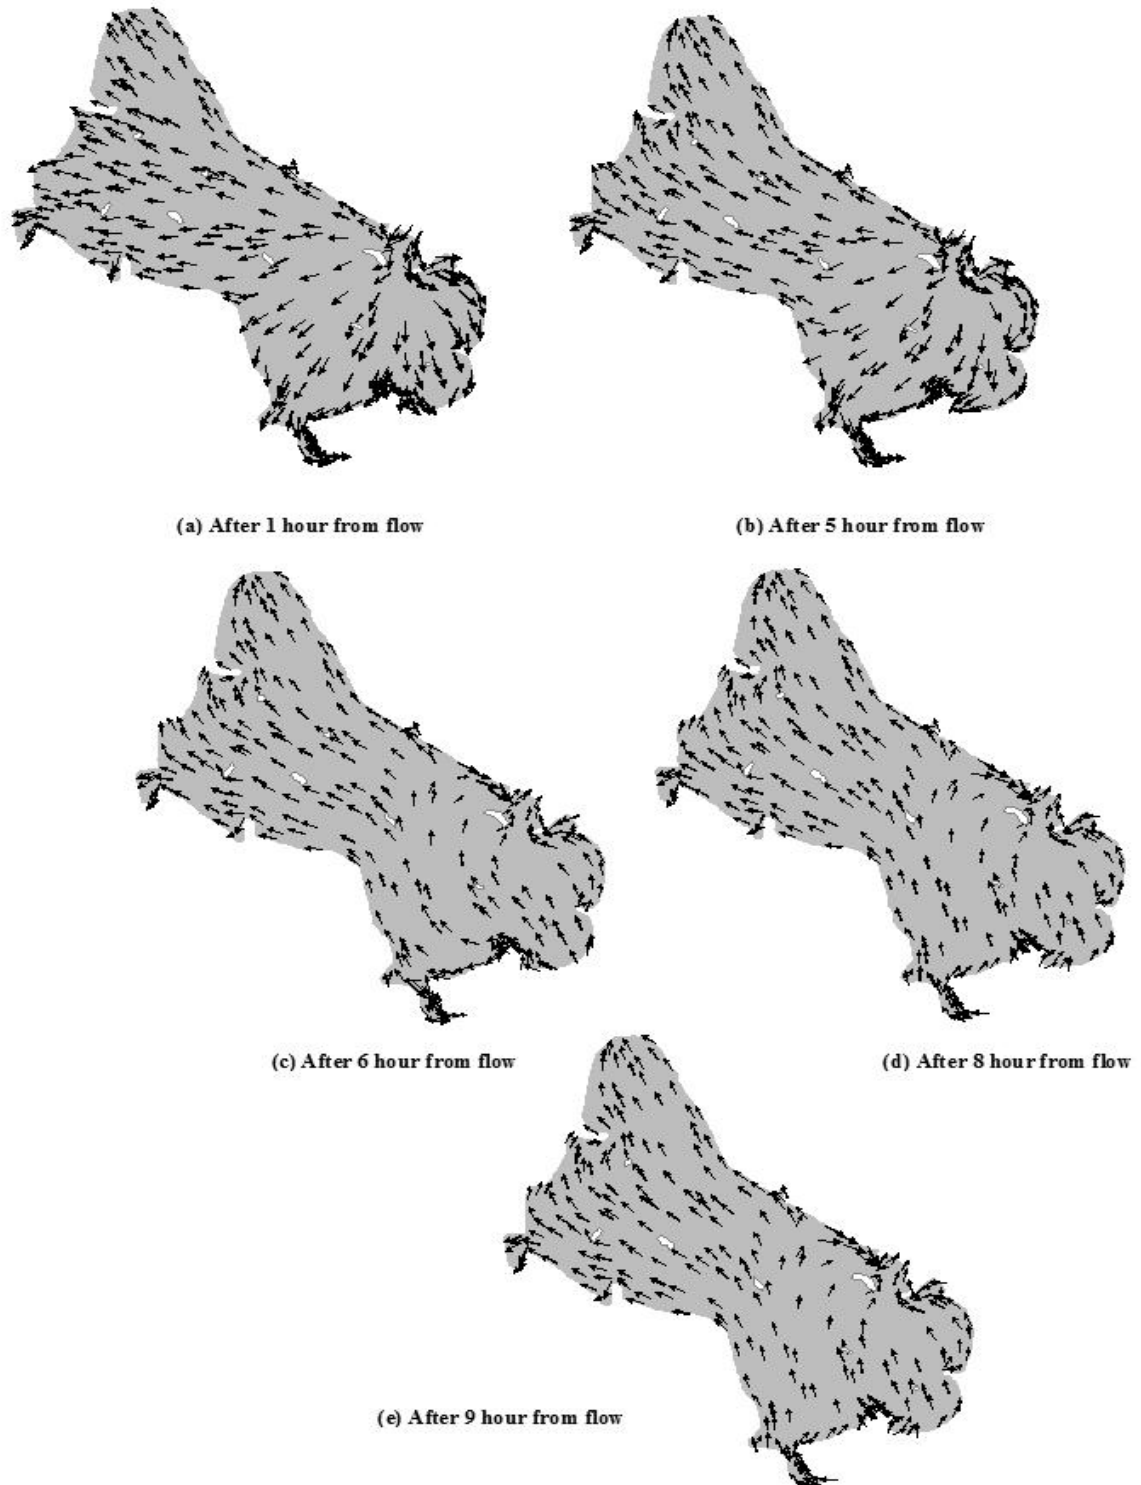 (a) After 1 hour from flow
(b) After 5 hour from flow
(c) After 6 hour from flow
(d) After 8 hour from flow
(e) After 9 hour from flow